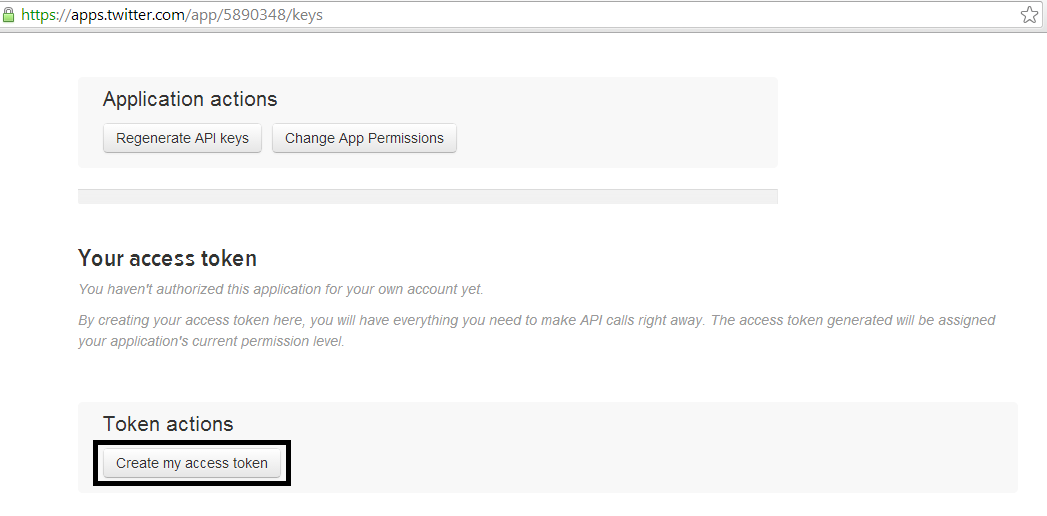 https://apps.twitter.com/app/5890348/keys
Application actions
Regenerate API keys Change App Permissions
Your access token
You haven't authorized this application for your own account yet.
By creating your access token here, you will have everything you need to make API calls right away. The access token generated will be assigned
your application's current permission level.
Token actions
Create my access token